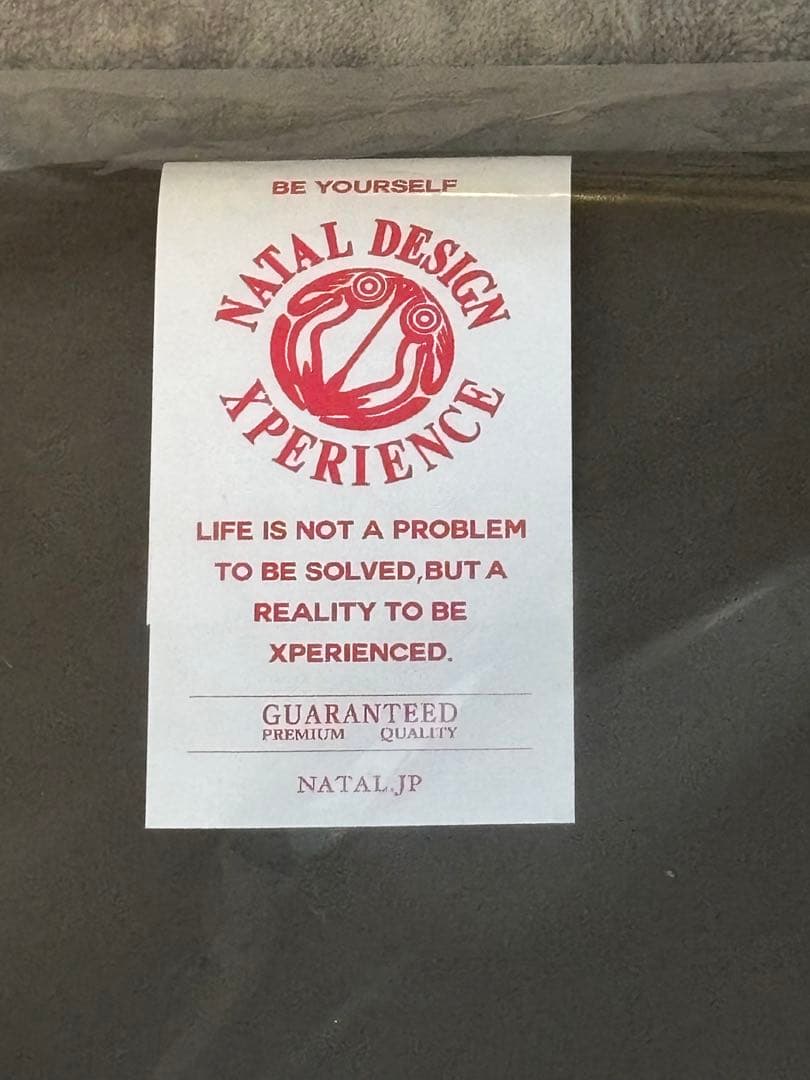 BE YOURSELF
NATAL DESIGN
XPERIENCE
LIFE IS NOT A PROBLEM
TO BE SOLVED,BUT A
REALITY TO BE
XPERIENCED.
GUARANTEED
PREMIUM QUALITY
NATAL.JP